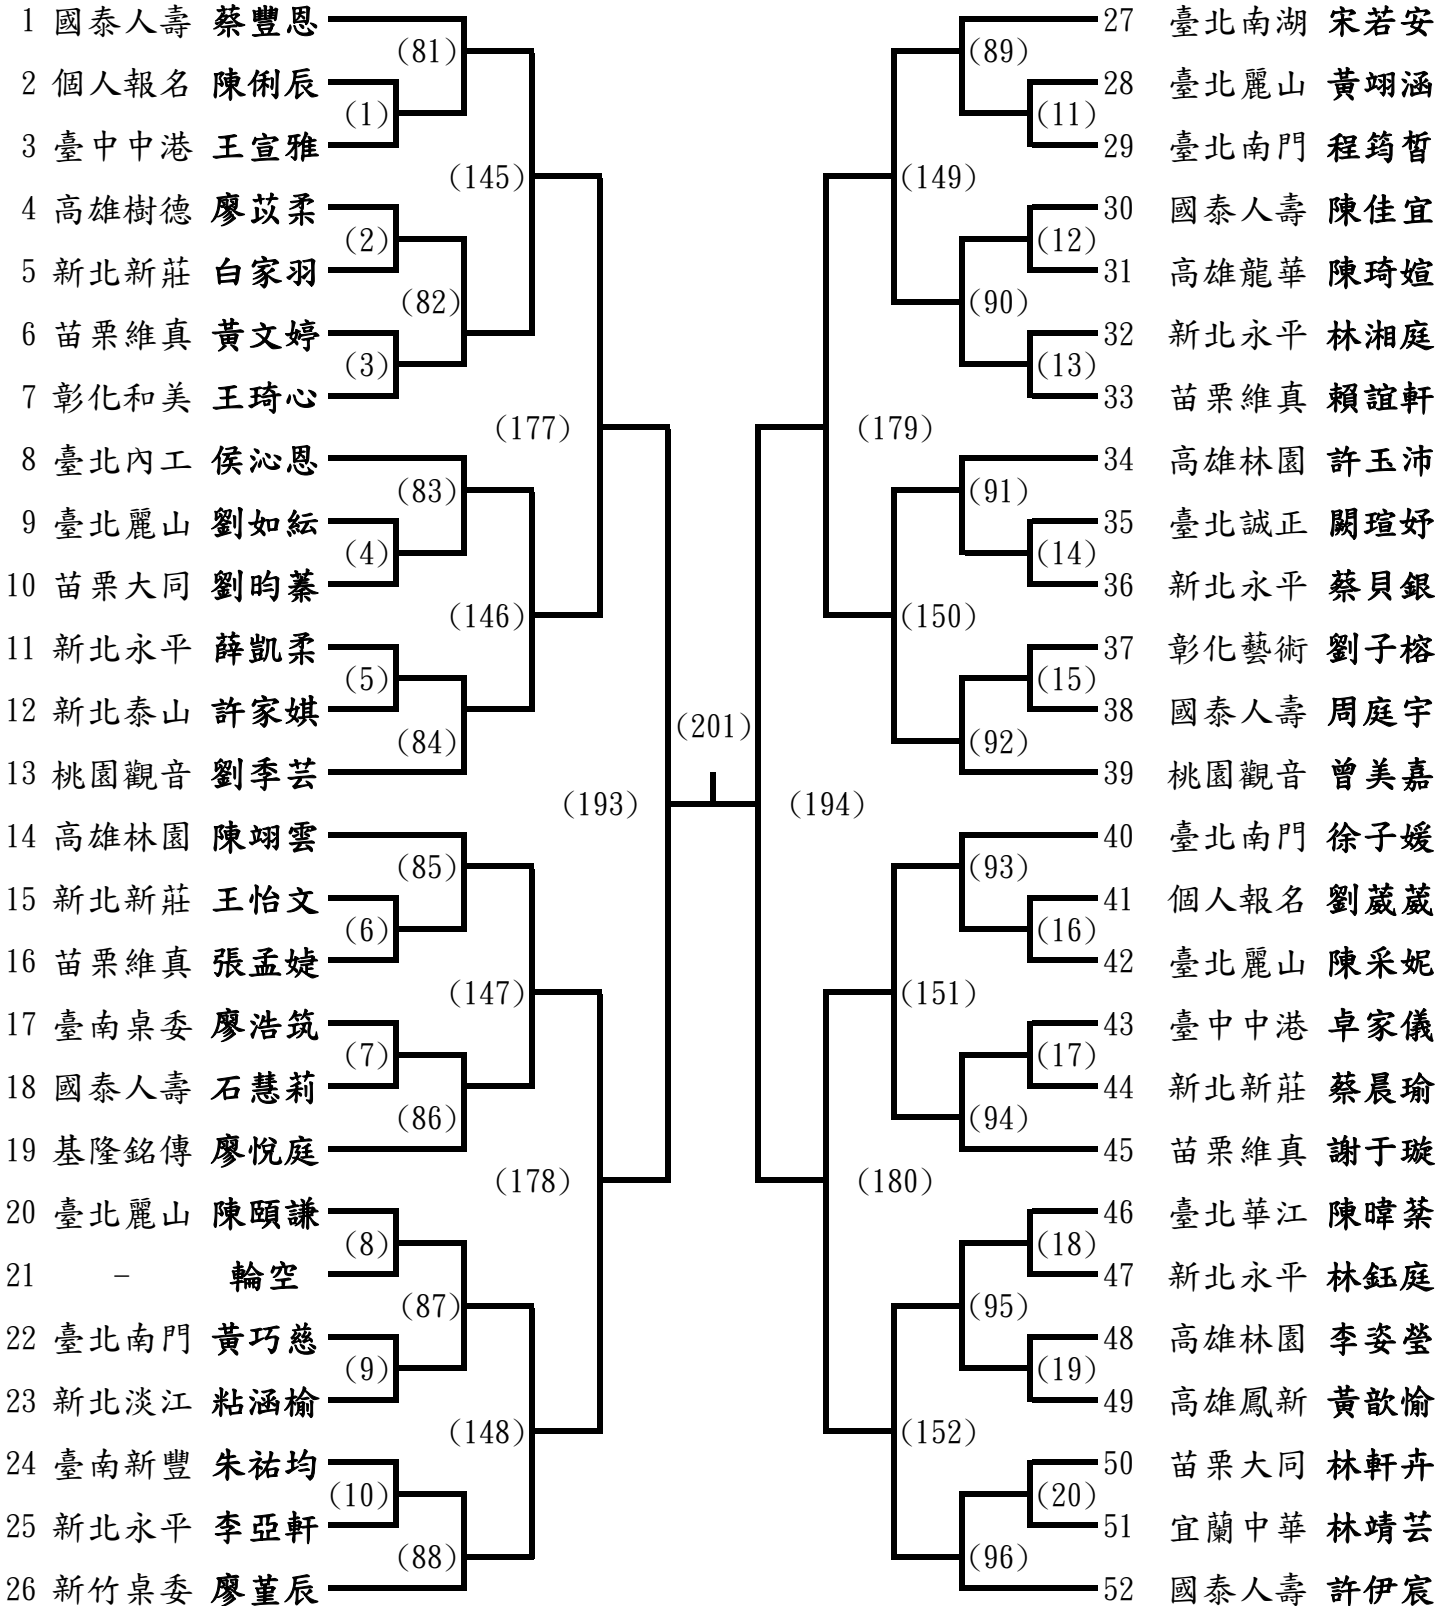 1 國泰人壽 蔡豐恩
(81)
2 個人報名 陳俐辰
(1)
3 臺中中港 王宣雅
(145)
4 高雄樹德 廖苡柔
(2)
5 新北新莊 白家羽
(82)
6 苗栗維真 黃文婷
(3)
7 彰化和美 王琦心
(177)
8 臺北內工 侯沁恩
(83)
9 臺北麗山 劉如紜
(4)
10 苗栗大同 劉昀蓁
(146)
11 新北永平 薛凱柔
(5)
12 新北泰山 許家娸
(84)
13 桃園觀音 劉季芸
(193)
14 高雄林園 陳翊雲
(85)
15 新北新莊 王怡文
(6)
16 苗栗維真 張孟婕
(147)
17 臺南桌委 廖浩筑
(7)
18 國泰人壽 石慧莉
(86)
19 基隆銘傳 廖悅庭
(178)
20 臺北麗山 陳頤謙
(8)
21 - 輪空
(87)
22 臺北南門 黃巧慈
(9)
23 新北淡江 粘涵榆
(148)
24 臺南新豐 朱祐均
(10)
25 新北永平 李亞軒
(88)
26 新竹桌委 廖堇辰
(201)
27 臺北南湖 宋若安
(89)
28 臺北麗山 黃翊涵
(11)
29 臺北南門 程筠皙
(149)
30 國泰人壽 陳佳宜
(12)
31 高雄龍華 陳琦媗
(90)
32 新北永平 林湘庭
(13)
33 苗栗維真 賴誼軒
(179)
34 高雄林園 許玉沛
(91)
35 臺北誠正 闕瑄妤
(14)
36 新北永平 蔡貝銀
(150)
37 彰化藝術 劉子榕
(15)
38 國泰人壽 周庭宇
(92)
39 桃園觀音 曾美嘉
(194)
40 臺北南門 徐子媛
(93)
41 個人報名 劉葳葳
(16)
42 臺北麗山 陳采妮
(151)
43 臺中中港 卓家儀
(17)
44 新北新莊 蔡晨瑜
(94)
45 苗栗維真 謝于璇
(180)
46 臺北華江 陳暐棻
(18)
47 新北永平 林鈺庭
(95)
48 高雄林園 李姿瑩
(19)
49 高雄鳳新 黃歆愉
(152)
50 苗栗大同 林軒卉
(20)
51 宜蘭中華 林靖芸
(96)
52 國泰人壽 許伊宸